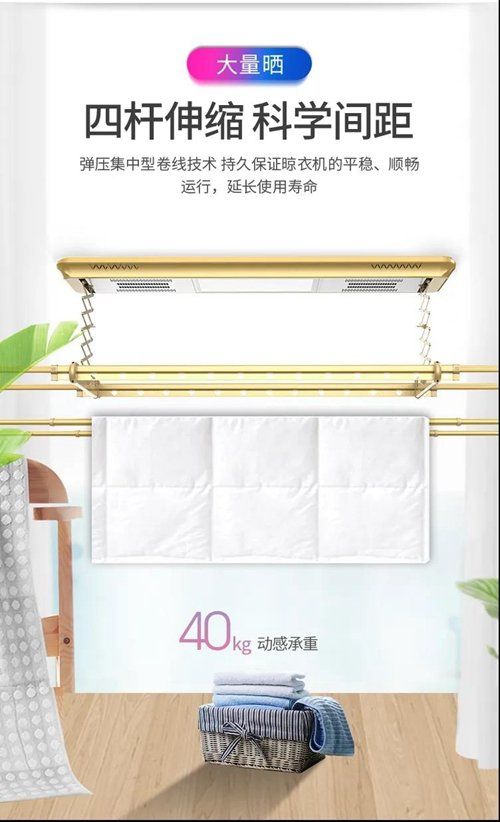 大量晒
四杆伸缩 科学间距
弹压集中型卷线技术 持久保证晾衣机的平稳、顺畅
运行，延长使用寿命
40kg 动感承重